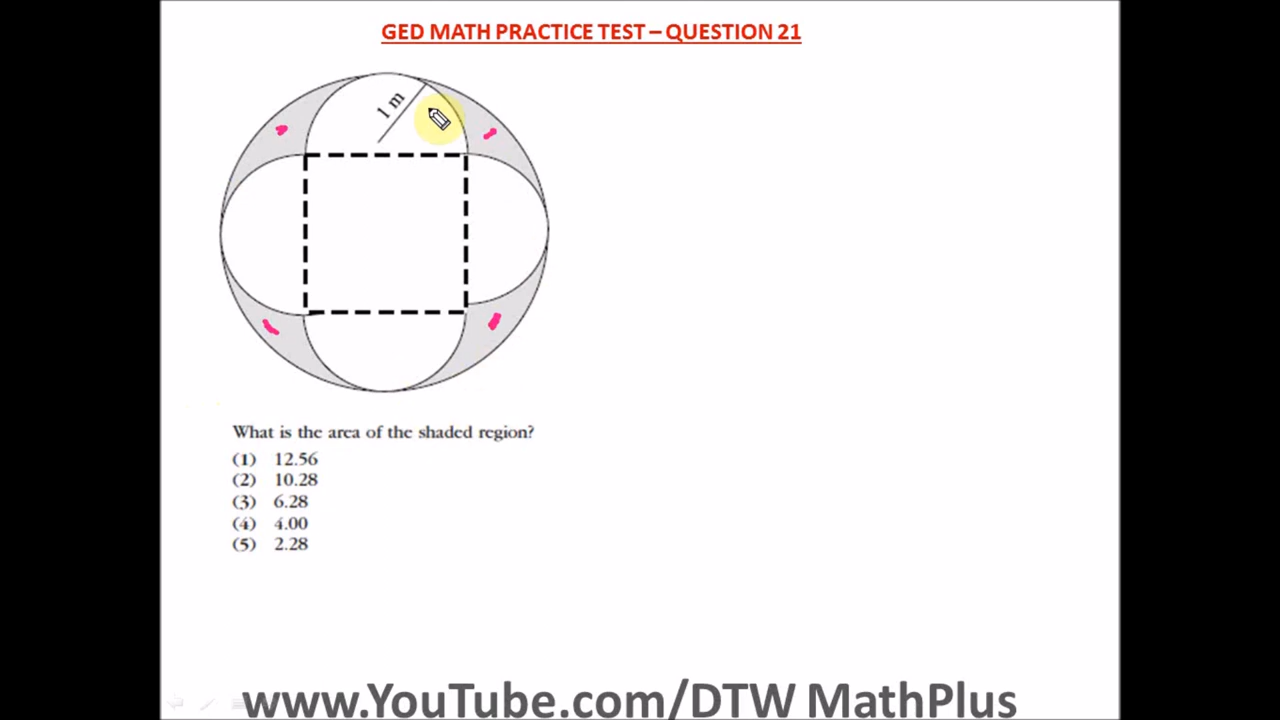 GED MATH PRACTICE TEST – QUESTION 21
1 m
What is the area of the shaded region?
(1) 12.56
(2) 10.28
(3) 6.28
(4) 4.00
(5) 2.28
www.YouTube.com/DTW MathPlus